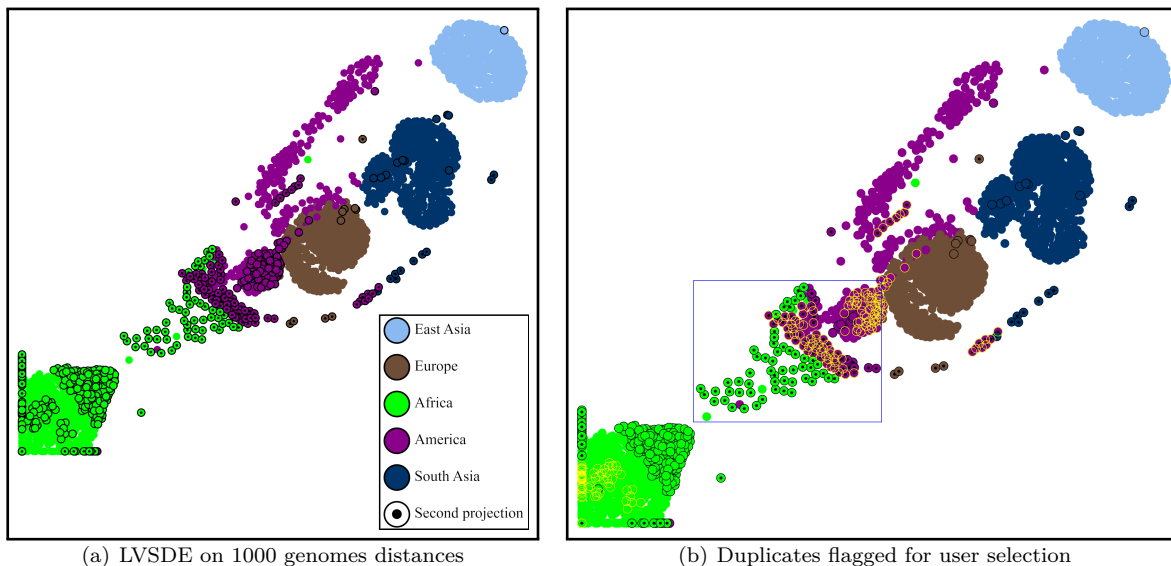 East Asia
Europe
Africa
America
South Asia
Second projection
(a) LVSDE on 1000 genomes distances
(b) Duplicates flagged for user selection